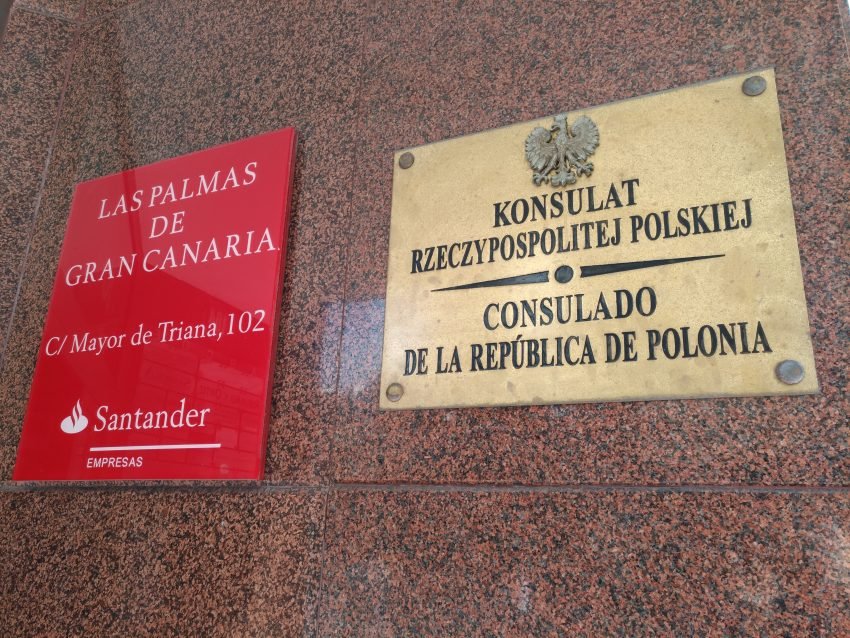 LAS PALMAS
DE
GRAN CANARIA
C/ Mayor de Triana, 102
Santander
EMPRESAS
KONSULAT
RZECZYPOSPOLITEJ POLSKIEJ
CONSULADO
DE LA REPÚBLICA DE POLONIA